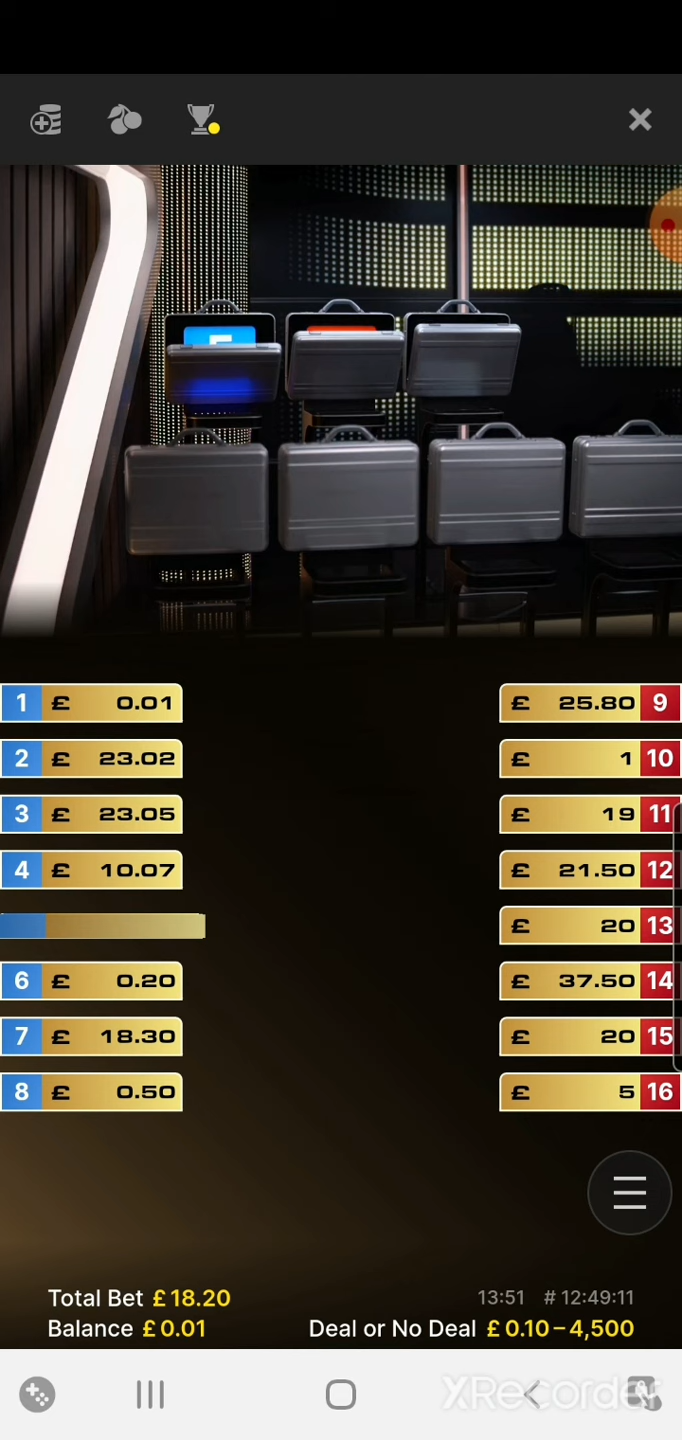 1 £ 0.01
£ 25.80 9
2 £ 23.02
£ 1 10
3 £ 23.05
£ 19 11
4 £ 10.07
£ 21.50 12
£ 20 13
6 £ 0.20
£ 37.50 14
7 £ 18.30
£ 20 15
8 £ 0.50
£ 5 16
Total Bet £18.20
13:51 # 12:49:11
Balance £0.01
Deal or No Deal £0.10–4,500
XRecorder